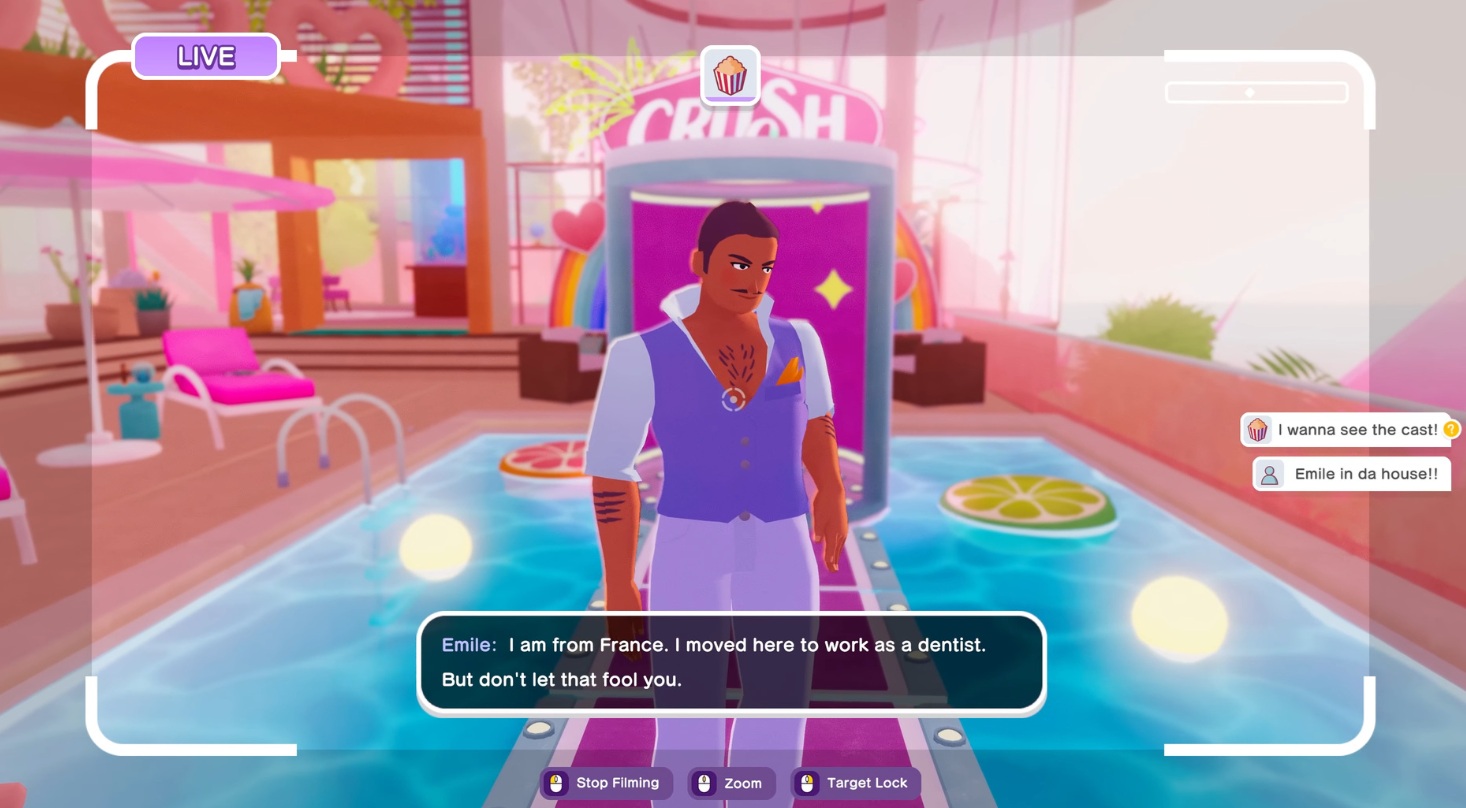 LIVE
CRUSH
I wanna see the cast! ?
Emile in da house!!
Emile: I am from France. I moved here to work as a dentist.
But don't let that fool you.
Stop Filming
Zoom
Target Lock